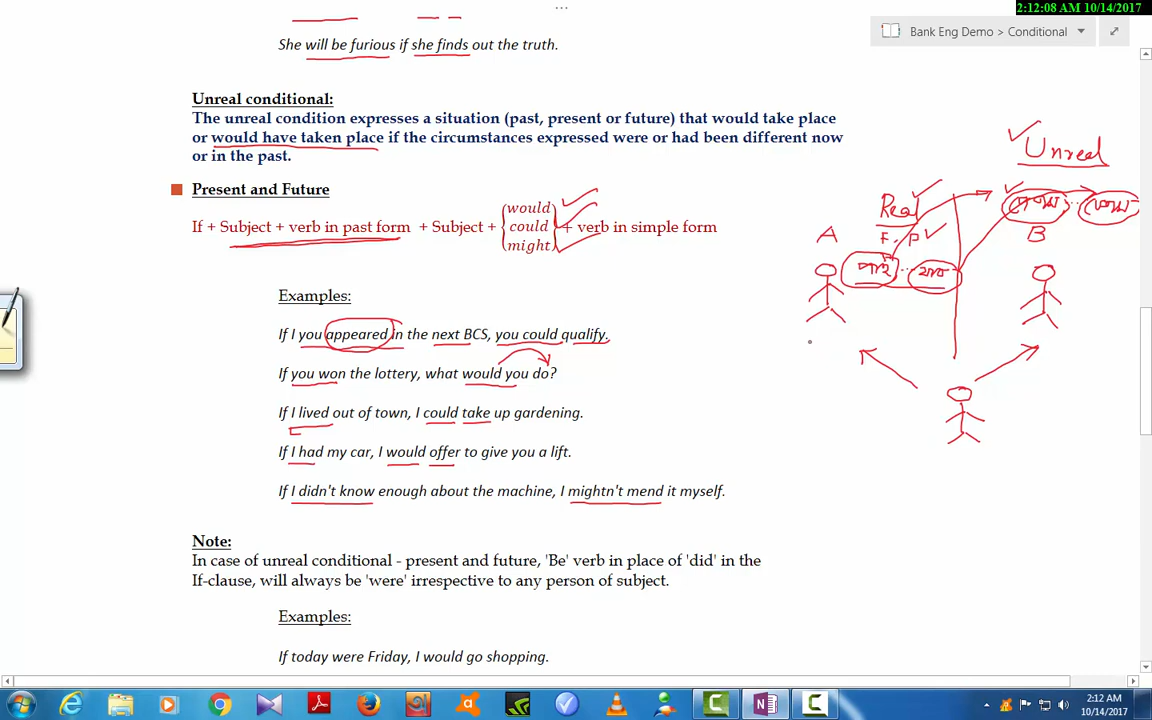 2:12:08 AM 10/14/2017
Bank Eng Demo > Conditional
She will be furious if she finds out the truth.
Unreal conditional:
The unreal condition expresses a situation (past, present or future) that would take place
or would have taken place if the circumstances expressed were or had been different now
or in the past.
Present and Future
would
If + Subject + verb in past form + Subject + could + verb in simple form
might
Examples:
If I you appeared in the next BCS, you could qualify.
If you won the lottery, what would you do?
If I lived out of town, I could take up gardening.
If I had my car, I would offer to give you a lift.
If I didn't know enough about the machine, I mightn't mend it myself.
Note:
In case of unreal conditional - present and future, 'Be' verb in place of 'did' in the
If-clause, will always be 'were' irrespective to any person of subject.
Examples:
If today were Friday, I would go shopping.
Unreal
Real
F. P
A
B
2:12 AM
10/14/2017